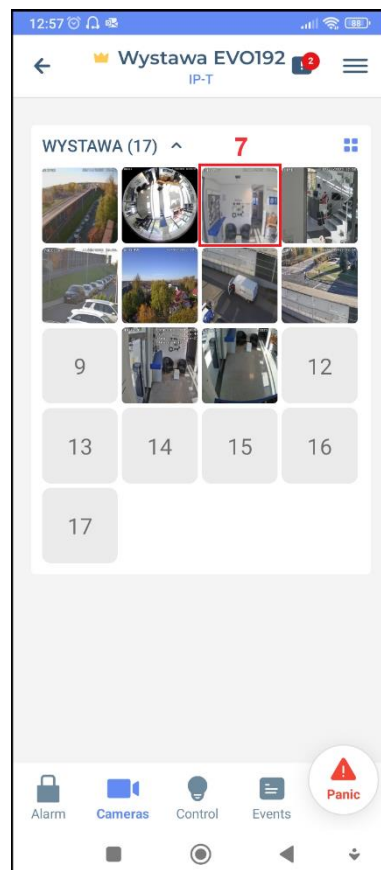 12:57
88
Wystawa EVO192
2
IP-T
WYSTAWA (17)
7
9
12
13 14 15 16
17
Panic
Alarm Cameras Control Events